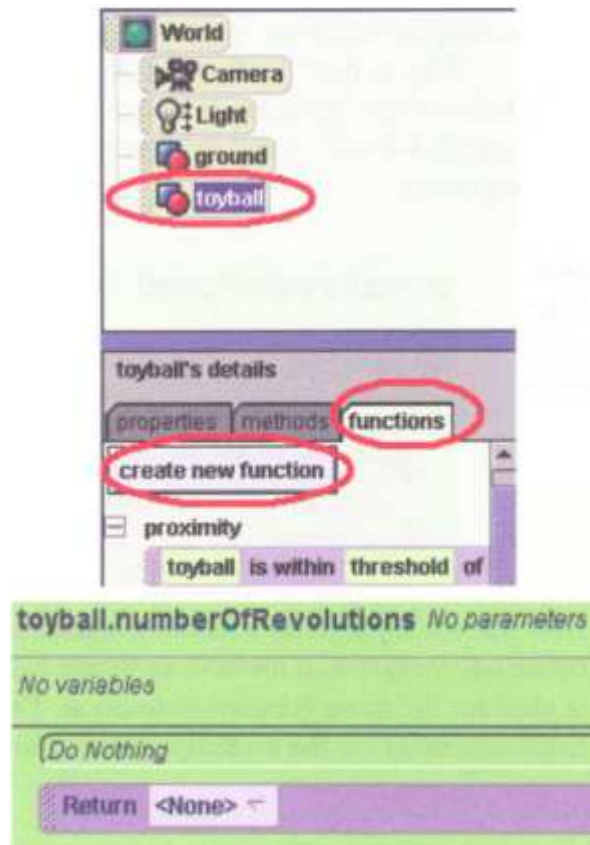 World
Camera
Light
ground
toyball
toyball's details
properties methods functions
create new function
proximity
toyball is within threshold of
toyball.numberOfRevolutions No parameters
No variables
Do Nothing
Return <None>